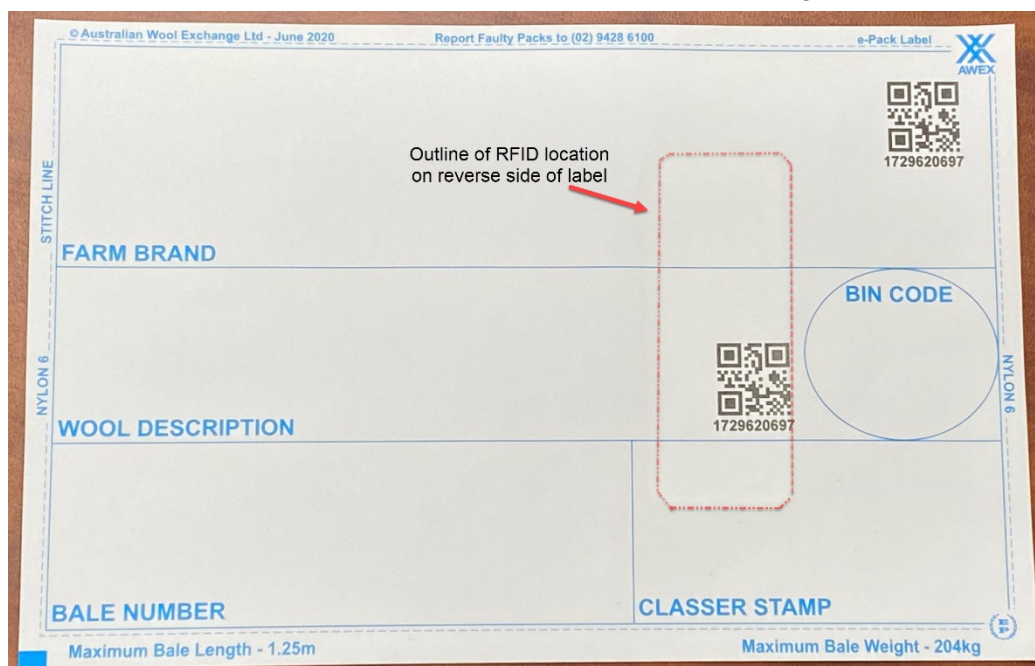 © Australian Wool Exchange Ltd - June 2020
Report Faulty Packs to (02) 9428 6100
e-Pack Label
AWEX
1729620697
Outline of RFID location
on reverse side of label
STITCH LINE
FARM BRAND
BIN CODE
NYLON 6
NYLON 6
1729620697
WOOL DESCRIPTION
BALE NUMBER
CLASSER STAMP
EP
Maximum Bale Length - 1.25m
Maximum Bale Weight - 204kg